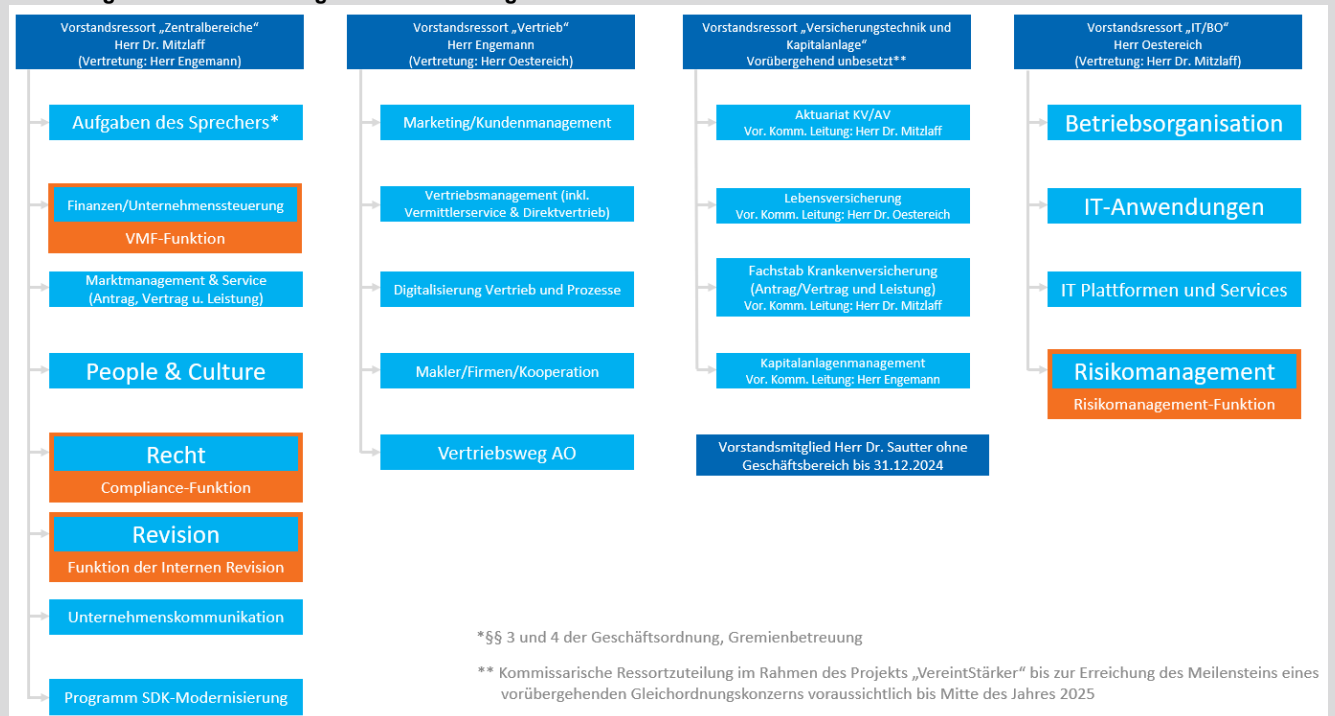 Vorstandsressort „Zentralbereiche“
Herr Dr. Mitzlaff
(Vertretung: Herr Engemann)
Aufgaben des Sprechers*
Finanzen/Unternehmenssteuerung
VMF-Funktion
Marktmanagement & Service
(Antrag, Vertrag u. Leistung)
People & Culture
Recht
Compliance-Funktion
Revision
Funktion der Internen Revision
Unternehmenskommunikation
Programm SDK-Modernisierung
Vorstandsressort „Vertrieb“
Herr Engemann
(Vertretung: Herr Oestereich)
Marketing/Kundenmanagement
Vertriebsmanagement (inkl.
Vermittlerservice & Direktvertrieb)
Digitalisierung Vertrieb und Prozesse
Makler/Firmen/Kooperation
Vertriebsweg AO
Vorstandsressort „Versicherungstechnik und
Kapitalanlage“
Vorübergehend unbesetzt**
Aktuariat KV/AV
Vor. Komm. Leitung: Herr Dr. Mitzlaff
Lebensversicherung
Vor. Komm. Leitung: Herr Dr. Oestereich
Fachstab Krankenversicherung
(Antrag/Vertrag und Leistung)
Vor. Komm. Leitung: Herr Dr. Mitzlaff
Kapitalanlagenmanagement
Vor. Komm. Leitung: Herr Engemann
Vorstandsmitglied Herr Dr. Sautter ohne
Geschäftsbereich bis 31.12.2024
Vorstandsressort „IT/BO“
Herr Oestereich
(Vertretung: Herr Dr. Mitzlaff)
Betriebsorganisation
IT-Anwendungen
IT Plattformen und Services
Risikomanagement
Risikomanagement-Funktion
*§§ 3 und 4 der Geschäftsordnung, Gremienbetreuung
** Kommissarische Ressortzuteilung im Rahmen des Projekts „VereintStärker“ bis zur Erreichung des Meilensteins eines
vorübergehenden Gleichordnungskonzerns voraussichtlich bis Mitte des Jahres 2025